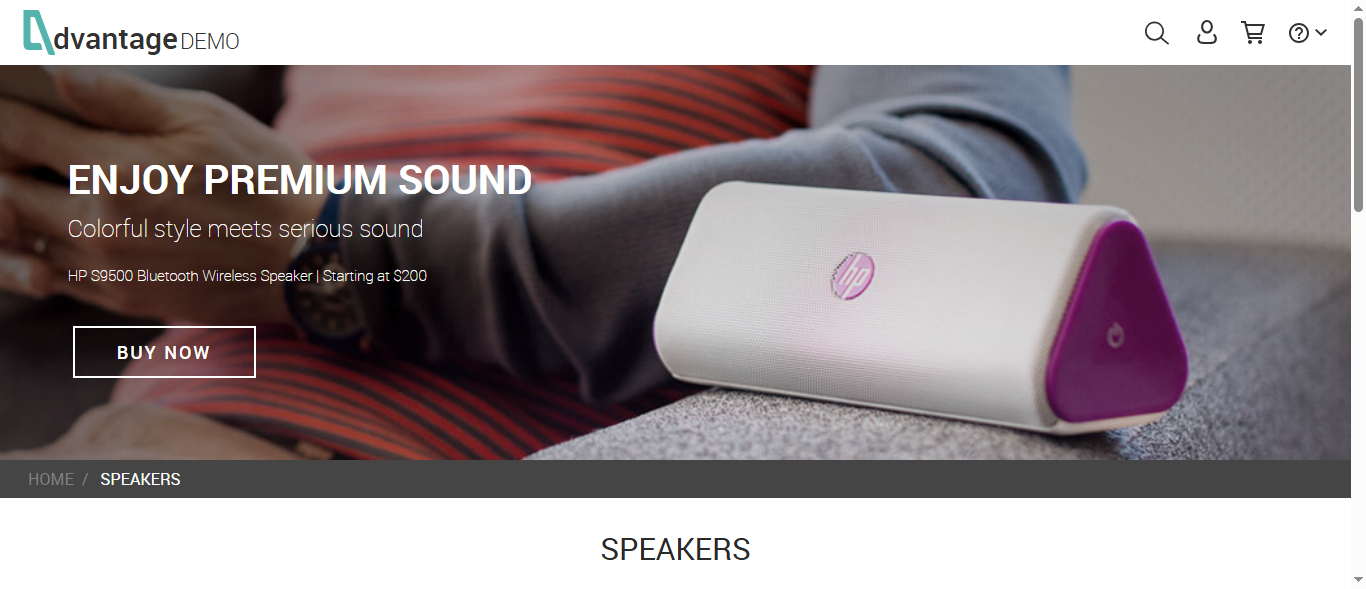 dvantage DEMO
ENJOY PREMIUM SOUND
Colorful style meets serious sound
HP S9500 Bluetooth Wireless Speaker | Starting at $200
hp
BUY NOW
HOME / SPEAKERS
SPEAKERS